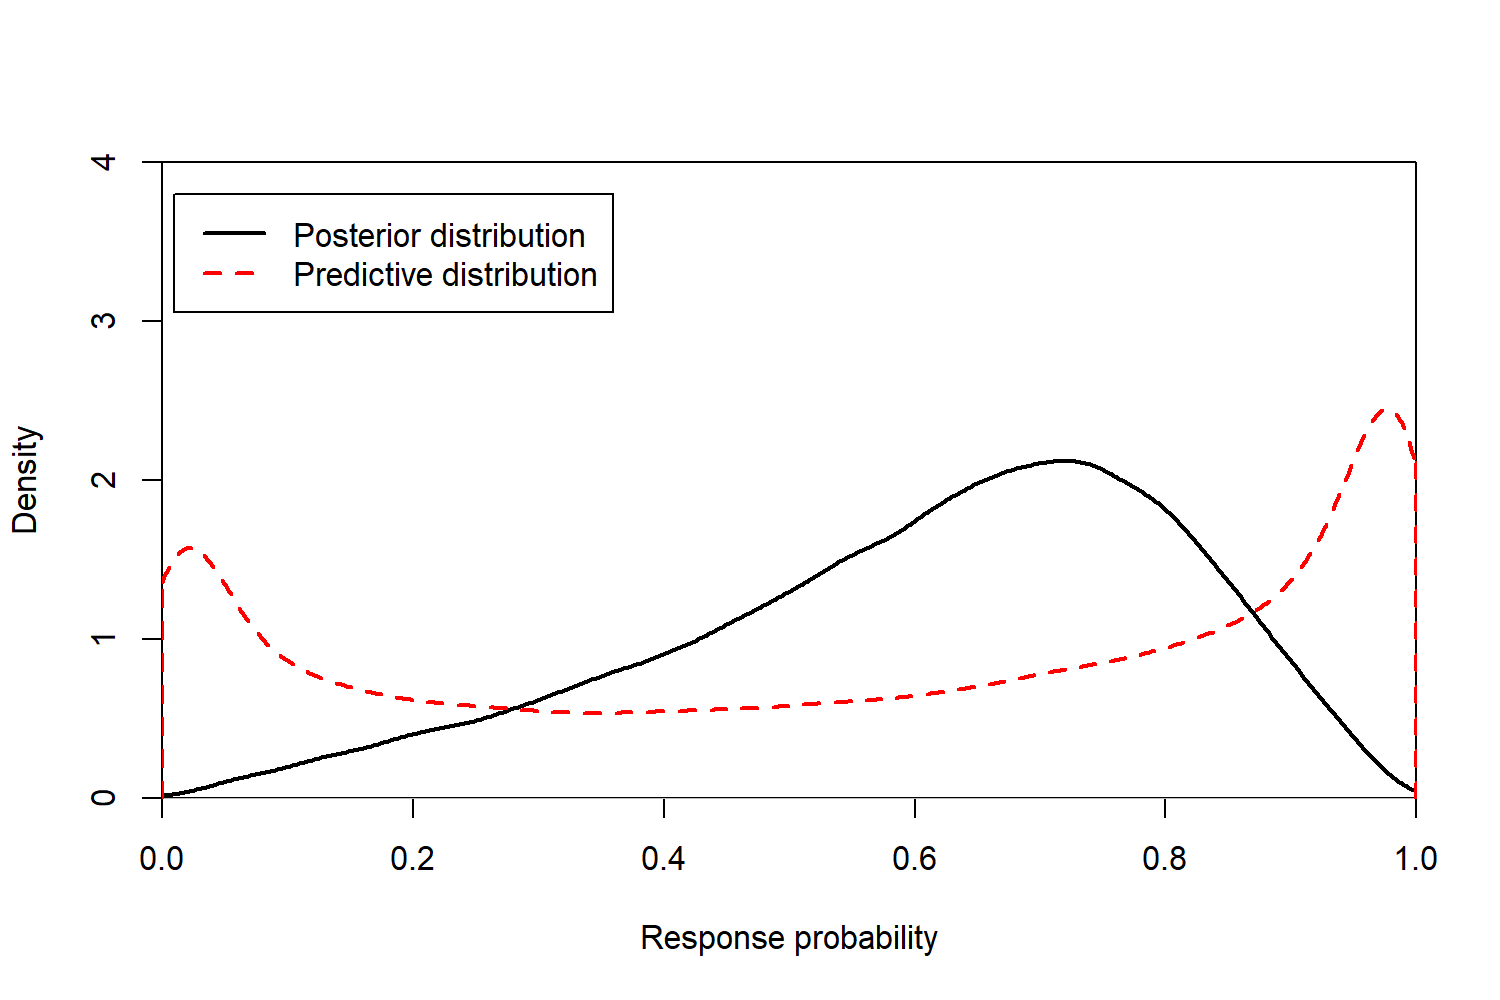 4
3
2
1
0
Density
Posterior distribution
Predictive distribution
0.0 0.2 0.4 0.6 0.8 1.0
Response probability